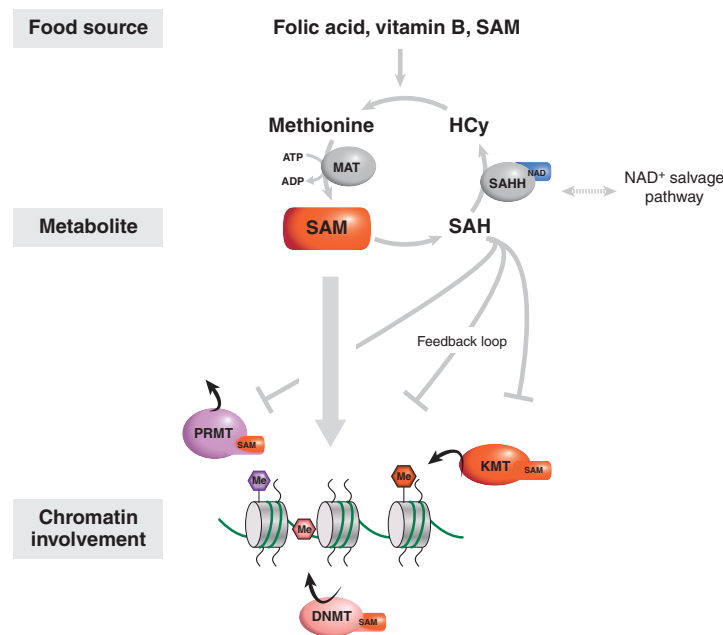 Food source
Folic acid, vitamin B, SAM
Methionine
HCy
ATP
MAT
ADP
SAHH
NAD
NAD⁺ salvage
pathway
Metabolite
SAM
SAH
Feedback loop
PRMT
SAM
KMT
SAM
Me
Me
Me
Chromatin
involvement
DNMT
SAM